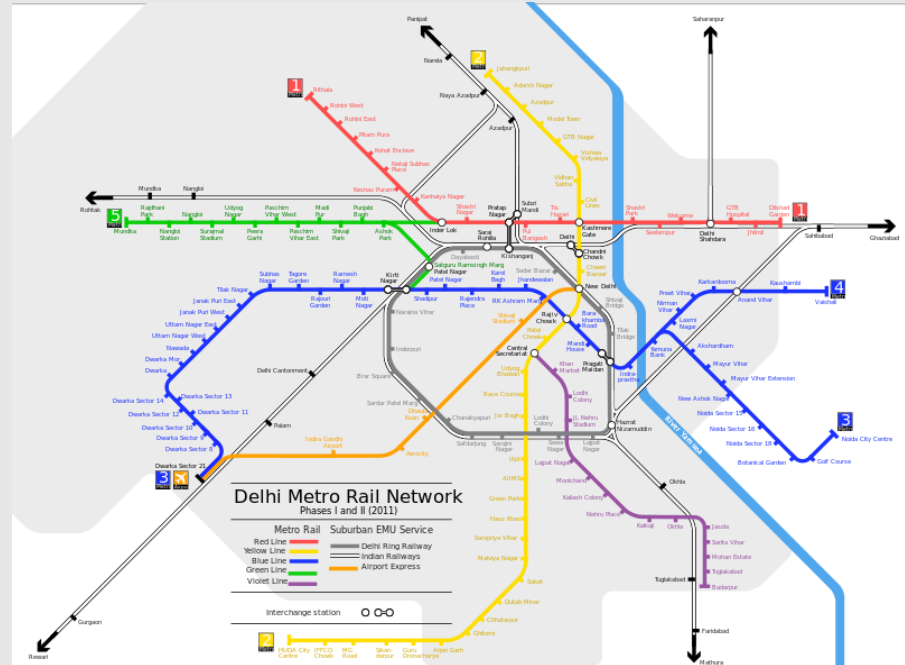 Panipat
Saharanpur
Narela
2
Jahangirpuri
Adarsh Nagar
Azadpur
Model Town
GTB Nagar
Vishwa
Vidyalaya
Vidhan
Sabha
Civil
Lines
Naya Azadpur
Azadpur
1
Rithala
Rohini West
Rohini East
Pitam Pura
Kohat Enclave
Netaji Subhas
Place
Keshav Puram
Kanhaiya Nagar
Mundka
Nangloi
Rohtak
5
Rajdhani
Park
Nangloi
Udyog
Nagar
Paschim
Vihar West
Madi
Pur
Punjabi
Bagh
Mundka
Nangloi
Station
Surajmal
Stadium
Peera
Garhi
Paschim
Vihar East
Shivaji
Park
Ashok
Park
Inder Lok
Shastri
Nagar
Pratap
Nagar
Subzi
Mandi
Pul
Bangash
Tis
Hazari
Kashmere
Gate
Shastri
Park
Seelampur
Welcome
Delhi
Shahdara
GTB
Hospital
Jhilmil
Dilshad
Garden
1
Sahibabad
Ghaziabad
Sarai
Rohilla
Kishanganj
Delhi
Chandni
Chowk
Chawri
Bazaar
New Delhi
Dayabasti
Sadar Bazar
Satguru Ramsingh Marg
Patel Nagar
Kirti
Nagar
Patel Nagar
Karol
Bagh
Jhandewalan
Shadipur
Rajendra
Place
RK Ashram Marg
Subhas
Nagar
Tagore
Garden
Ramesh
Nagar
Tilak Nagar
Rajouri
Garden
Moti
Nagar
Janak Puri East
Janak Puri West
Uttam Nagar East
Uttam Nagar West
Nawada
Dwarka Mor
Dwarka
Dwarka Sector 14
Dwarka Sector 13
Dwarka Sector 12
Dwarka Sector 11
Dwarka Sector 10
Dwarka Sector 9
Dwarka Sector 8
Dwarka Sector 21
3
Naraina Vihar
Inderpuri
Brar Square
Sardar Patel Marg
Chanakyapuri
Safdarjung
Sarojini
Nagar
Lodhi
Colony
Sewa
Nagar
Lajpat
Nagar
Hazrat
Nizamuddin
Shivaji
Bridge
Tilak
Bridge
Delhi Cantonment
Palam
Gurgaon
Rewari
Shivaji
Stadium
Dhaula
Kuan
Indira Gandhi
Airport
Aerocity
Rajiv
Chowk
Patel
Chowk
Central
Secretariat
Udyog
Bhawan
Race Course
Jor Bagh
INA
AIIMS
Green Park
Hauz Khas
Sarvpriya Vihar
Malviya Nagar
Saket
Qutab Minar
Chhatarpur
Ghitorni
Arjan Garh
Guru
Dronacharya
Sikan-
darpur
MG
Road
IFFCO
Chowk
HUDA City
Centre
2
Bara-
khamba
Road
Mandi
House
Pragati
Maidan
Indra-
prastha
Yamuna
Bank
Laxmi
Nagar
Nirman
Vihar
Preet Vihar
Karkardooma
Anand Vihar
Kaushambi
Vaishali
4
Akshardham
Mayur Vihar
Mayur Vihar Extension
New Ashok Nagar
Noida Sector 15
Noida Sector 16
Noida Sector 18
Botanical Garden
Golf Course
Noida City Centre
3
River Yamuna
Khan
Market
Lodhi
Colony
JL Nehru
Stadium
Lajpat Nagar
Moolchand
Kailash Colony
Nehru Place
Kalkaji
Okhla
Jasola
Sarita Vihar
Mohan Estate
Tuglakabad
Badarpur
Okhla
Tuglakabad
Faridabad
Mathura
Delhi Metro Rail Network
Phases I and II (2011)
Metro Rail
Suburban EMU Service
Red Line
Yellow Line
Blue Line
Green Line
Violet Line
Delhi Ring Railway
Indian Railways
Airport Express
Interchange station